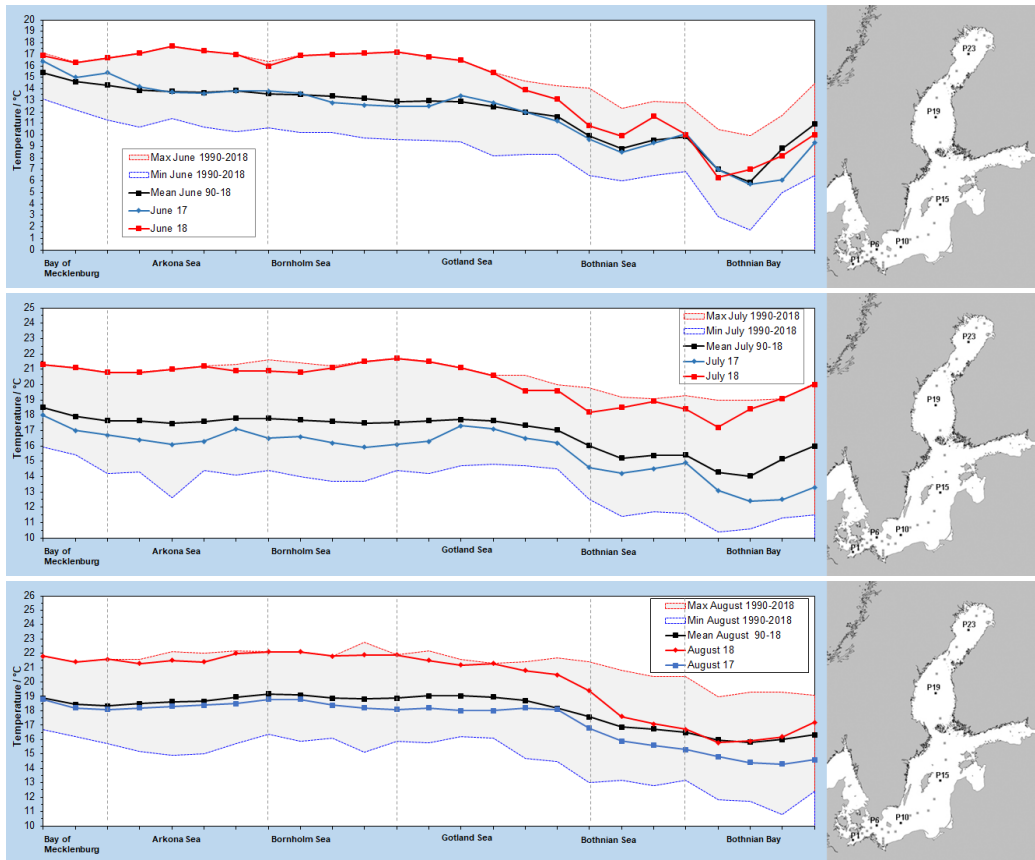 20
19
18
17
16
15
14
13
12
11
10
9
8
7
6
5
4
3
2
1
0
Temperature / °C
Max June 1990-2018
Min June 1990-2018
Mean June 90-18
June 17
June 18
Bay of Mecklenburg
Arkona Sea
Bornholm Sea
Gotland Sea
Bothnian Sea
Bothnian Bay
P23
P19
P15
P10
P6
P1
25
24
23
22
21
20
19
18
17
16
15
14
13
12
11
10
Temperature / °C
Max July 1990-2018
Min July 1990-2018
Mean July 90-18
July 17
July 18
Bay of
Mecklenburg
Arkona Sea
Bornholm Sea
Gotland Sea
Bothnian Sea
Bothnian Bay
P23
P19
P15
P10
P6
P1
26
25
24
23
22
21
20
19
18
17
16
15
14
13
12
11
10
Temperature / °C
Max August 1990-2018
Min August 1990-2018
Mean August 90-18
August 18
August 17
Bay of
Mecklenburg
Arkona Sea
Bornholm Sea
Gotland Sea
Bothnian Sea
Bothnian Bay
P23
P19
P15
P10
P6
P1